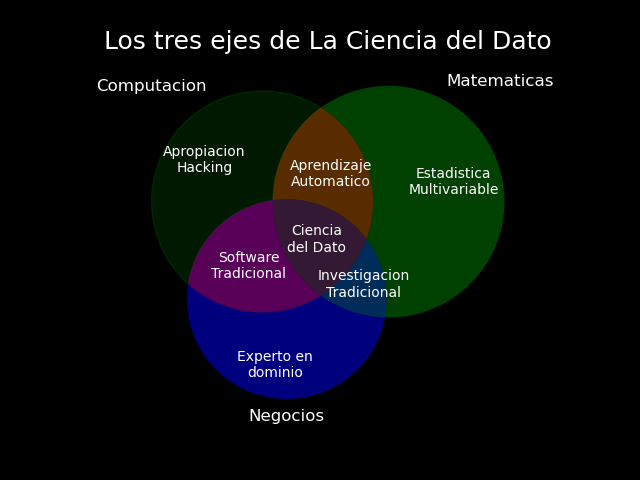 Los tres ejes de La Ciencia del Dato
Computacion
Matematicas
Apropiacion
Hacking
Aprendizaje
Automatico
Estadistica
Multivariable
Ciencia
del Dato
Software
Tradicional
Investigacion
Tradicional
Experto en
dominio
Negocios